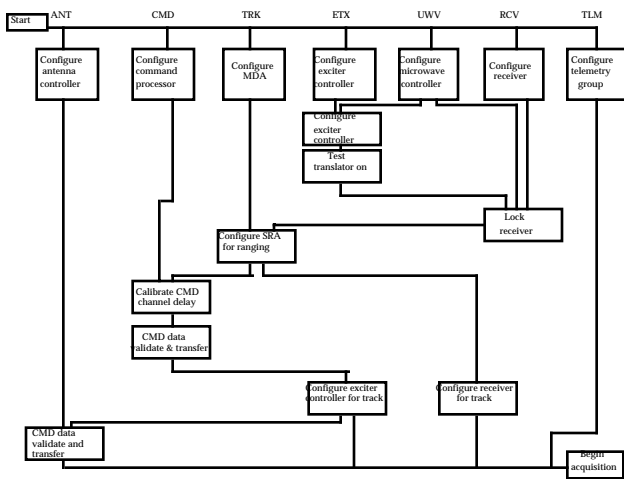 ANT CMD TRK ETX UWV RCV TLM
Start
Configure
antenna
controller
Configure
command
processor
Configure
MDA
Configure
exciter
controller
Configure
microwave
controller
Configure
receiver
Configure
telemetry
group
Configure
exciter
controller
Test
translator on
Lock
receiver
Configure SRA
for ranging
Calibrate CMD
channel delay
CMD data
validate & transfer
Configure exciter
controller for track
Configure receiver
for track
CMD data
validate and
transfer
Begin
acquisition